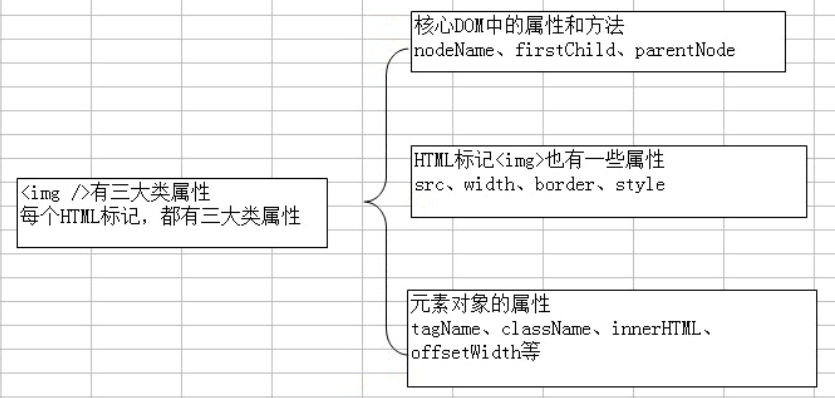 核心DOM中的属性和方法
nodeName、firstChild、parentNode
HTML标记<img>也有一些属性
src、width、border、style
<img />有三大类属性
每个HTML标记，都有三大类属性
元素对象的属性
tagName、className、innerHTML、
offsetWidth等